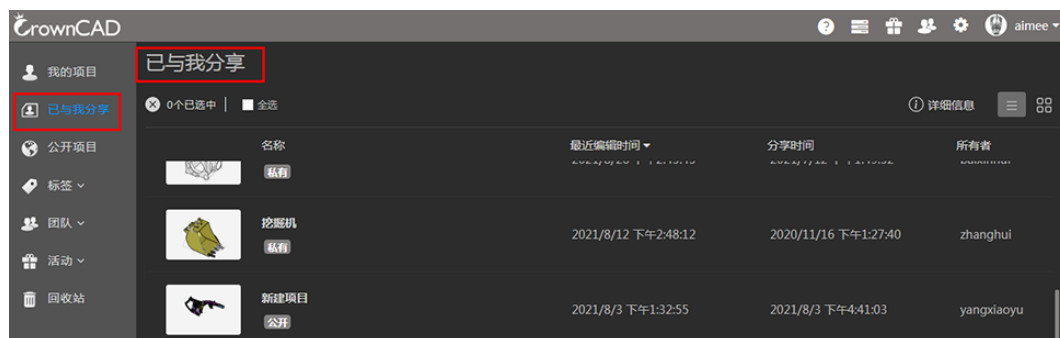 CrownCAD
aimee
我的项目
已与我分享
公开项目
标签
团队
活动
回收站
已与我分享
0个已选中 | 全选
详细信息
名称 最近编辑时间 分享时间 所有者
私有
挖掘机
私有
2021/8/12 下午2:48:12 2020/11/16 下午1:27:40 zhanghui
新建项目
公开
2021/8/3 下午1:32:55 2021/8/3 下午4:41:03 yangxiaoyu